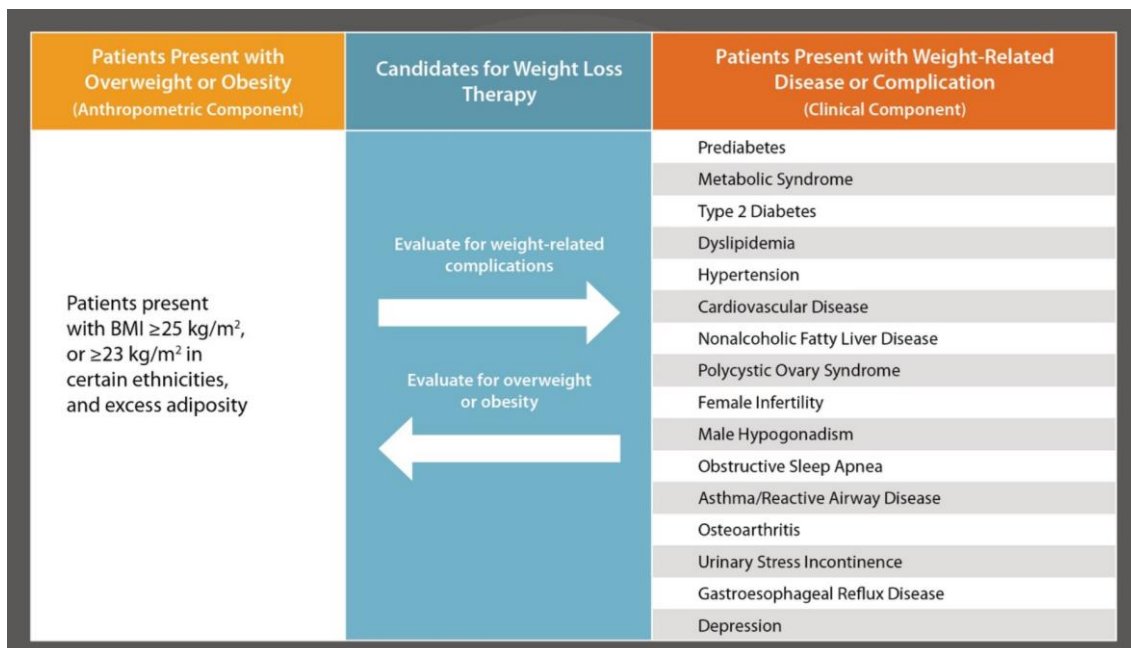 Patients Present with
Overweight or Obesity
(Anthropometric Component)
Candidates for Weight Loss
Therapy
Patients Present with Weight-Related
Disease or Complication
(Clinical Component)
Patients present
with BMI ≥25 kg/m²,
or ≥23 kg/m² in
certain ethnicities,
and excess adiposity
Evaluate for weight-related
complications
Evaluate for overweight
or obesity
Prediabetes
Metabolic Syndrome
Type 2 Diabetes
Dyslipidemia
Hypertension
Cardiovascular Disease
Nonalcoholic Fatty Liver Disease
Polycystic Ovary Syndrome
Female Infertility
Male Hypogonadism
Obstructive Sleep Apnea
Asthma/Reactive Airway Disease
Osteoarthritis
Urinary Stress Incontinence
Gastroesophageal Reflux Disease
Depression